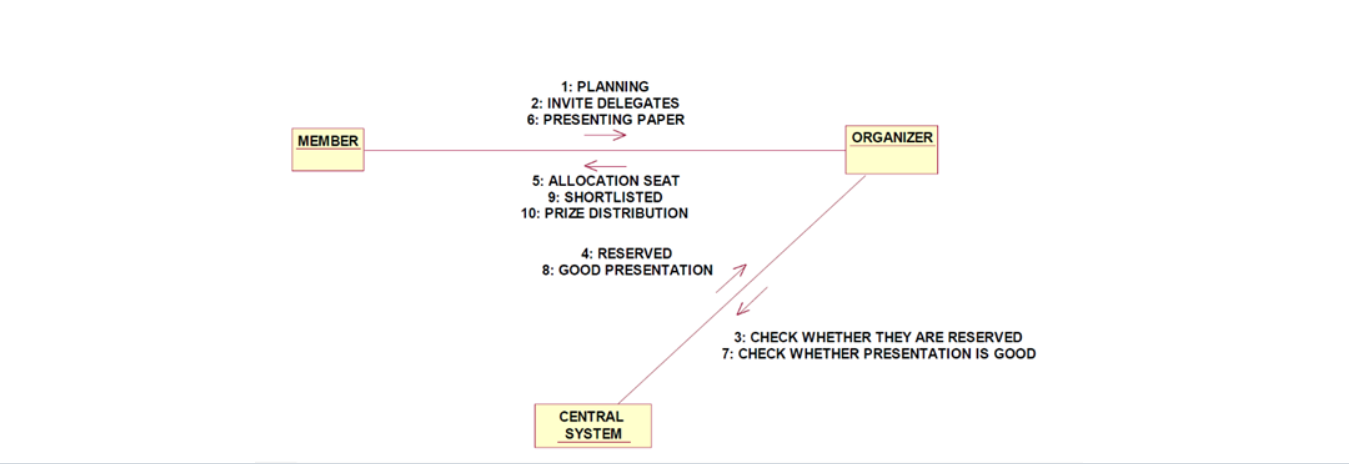 1: PLANNING
2: INVITE DELEGATES
6: PRESENTING PAPER
MEMBER
ORGANIZER
5: ALLOCATION SEAT
9: SHORTLISTED
10: PRIZE DISTRIBUTION
4: RESERVED
8: GOOD PRESENTATION
3: CHECK WHETHER THEY ARE RESERVED
7: CHECK WHETHER PRESENTATION IS GOOD
CENTRAL
SYSTEM